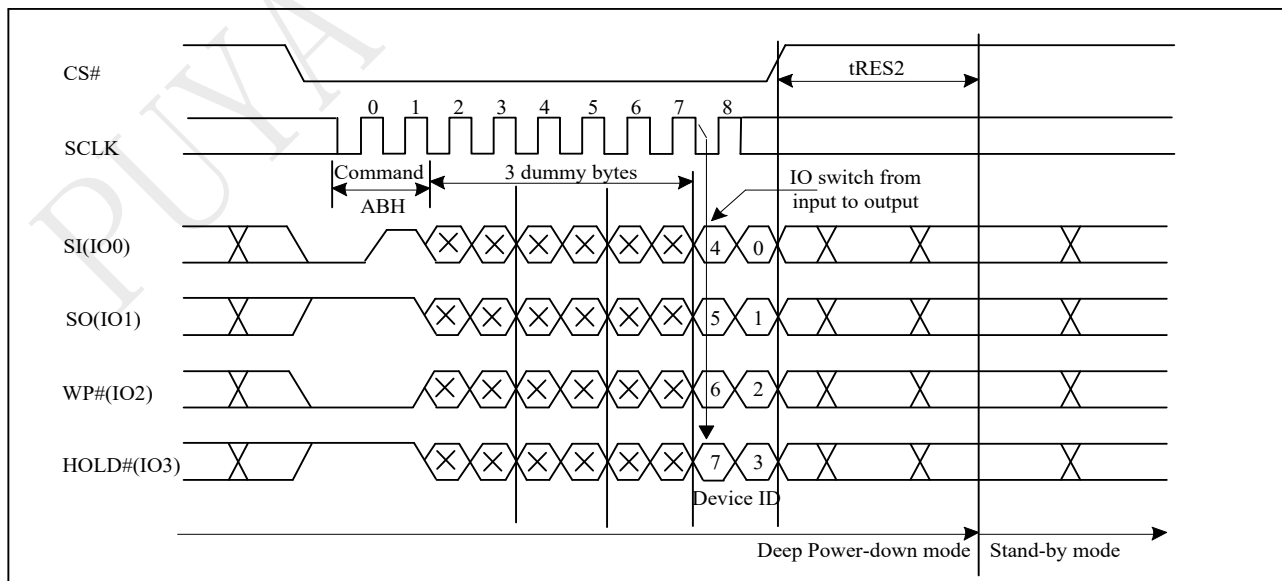 PUYA
CS#
tRES2
0 1 2 3 4 5 6 7 8
SCLK
Command
3 dummy bytes
IO switch from
input to output
ABH
SI(IO0)
4 0
SO(IO1)
5 1
WP#(IO2)
6 2
HOLD#(IO3)
7 3
Device ID
Deep Power-down mode
Stand-by mode